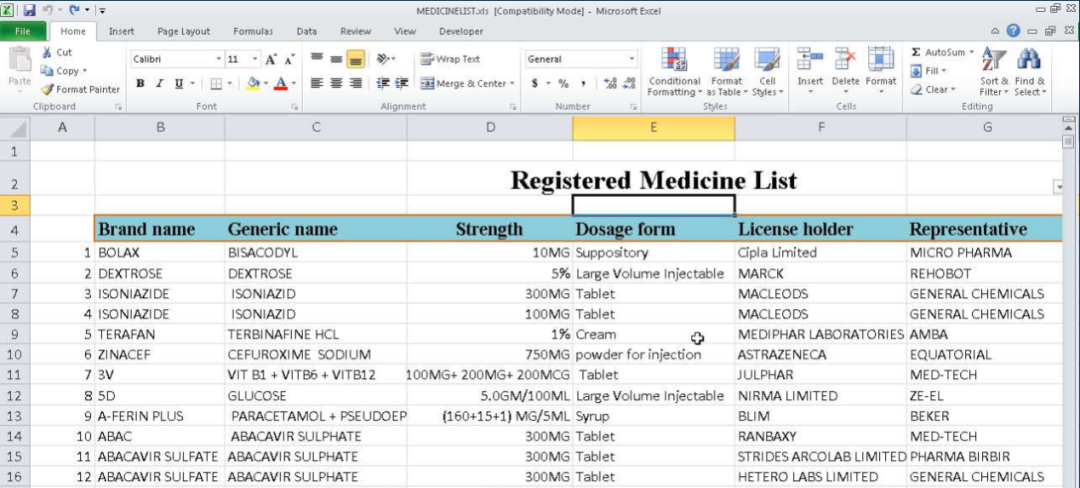 MEDICINELIST.xls [Compatibility Mode] - Microsoft Excel
File Home Insert Page Layout Formulas Data Review View Developer
Cut
Copy
Format Painter
Paste
Clipboard
Calibri 11
B I U
Font
Wrap Text
Merge & Center
Alignment
General
$ % ,
Number
Conditional Formatting
Format as Table
Cell Styles
Styles
Insert Delete Format
Cells
AutoSum
Fill
Clear
Sort & Filter
Find & Select
Editing
A B C D E F G
1
2 Registered Medicine List
3
4 Brand name Generic name Strength Dosage form License holder Representative
5 1 BOLAX BISACODYL 10MG Suppository Cipla Limited MICRO PHARMA
6 2 DEXTROSE DEXTROSE 5% Large Volume Injectable MARCK REHOBOT
7 3 ISONIAZIDE ISONIAZID 300MG Tablet MACLEODS GENERAL CHEMICALS
8 4 ISONIAZIDE ISONIAZID 100MG Tablet MACLEODS GENERAL CHEMICALS
9 5 TERAFAN TERBINAFINE HCL 1% Cream MEDIPHAR LABORATORIES AMBA
10 6 ZINACEF CEFUROXIME SODIUM 750MG powder for injection ASTRAZENECA EQUATORIAL
11 7 3V VIT B1 + VITB6 + VITB12 100MG+ 200MG+ 200MCG Tablet JULPHAR MED-TECH
12 8 5D GLUCOSE 5.0GM/100ML Large Volume Injectable NIRMA LIMITED ZE-EL
13 9 A-FERIN PLUS PARACETAMOL + PSEUDOEP (160+15+1) MG/5ML Syrup BLIM BEKER
14 10 ABAC ABACAVIR SULPHATE 300MG Tablet RANBAXY MED-TECH
15 11 ABACAVIR SULFATE ABACAVIR SULPHATE 300MG Tablet STRIDES ARCOLAB LIMITED PHARMA BIRBIR
16 12 ABACAVIR SULFATE ABACAVIR SULPHATE 300MG Tablet HETERO LABS LIMITED GENERAL CHEMICALS